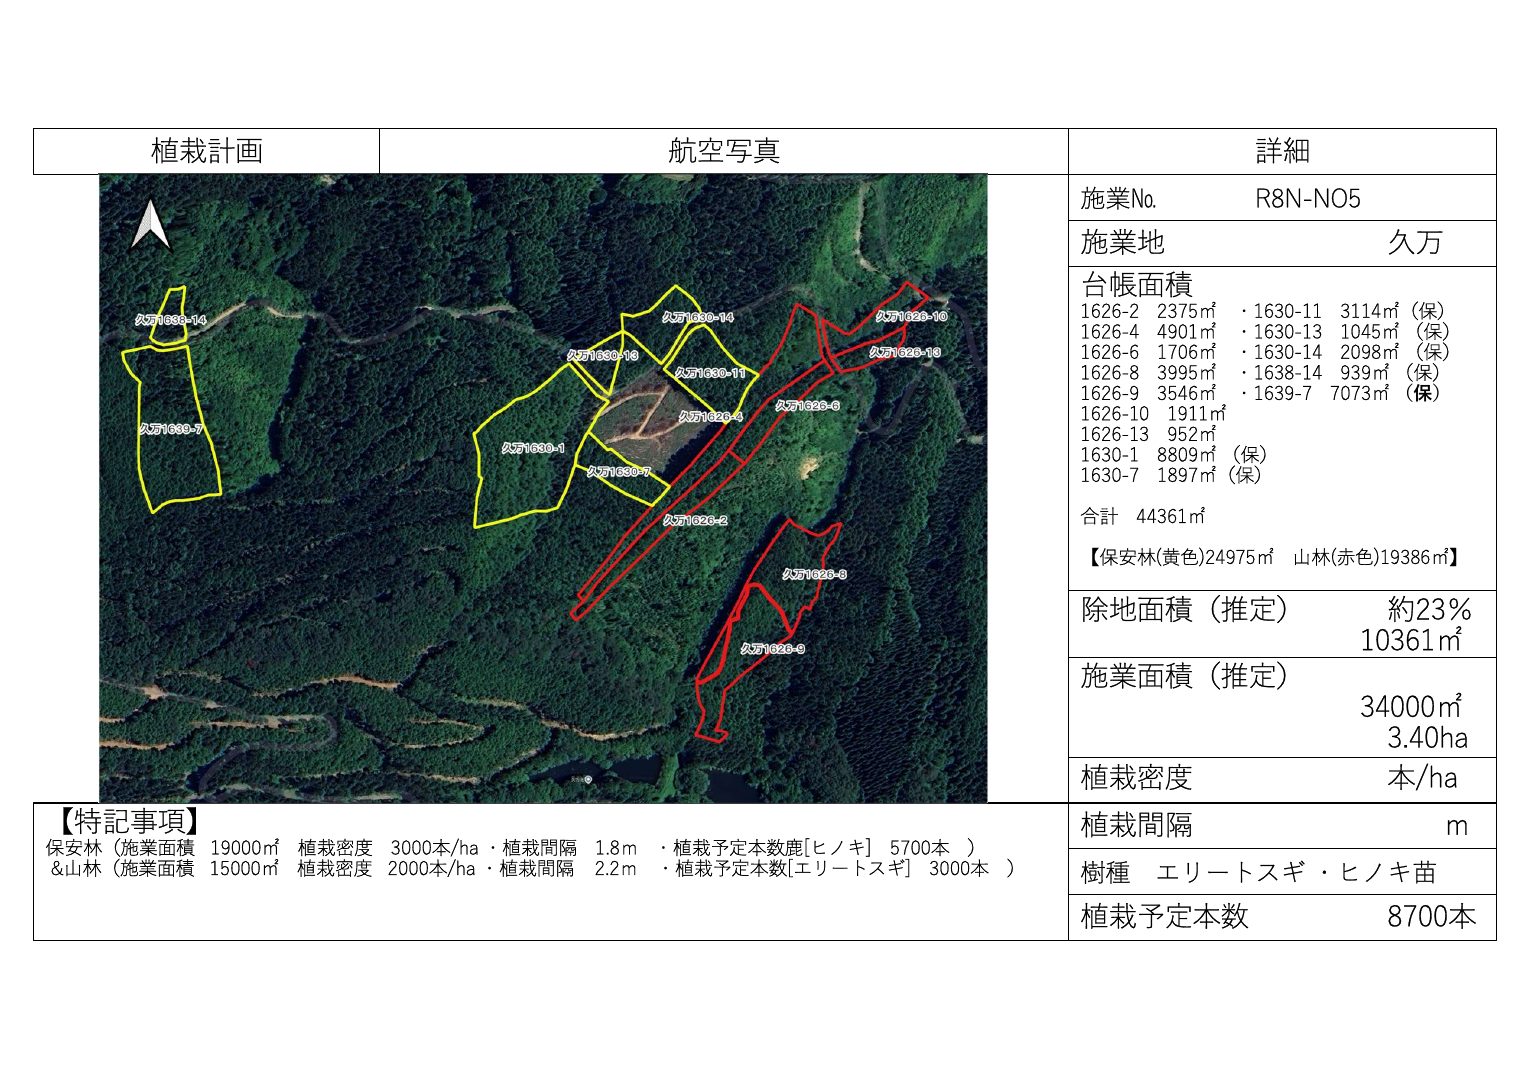 植栽計画
航空写真
詳細
施業№ R8N-NO5
施業地 久万
台帳面積
1626-2 2375㎡ ・1630-11 3114㎡（保）
1626-4 4901㎡ ・1630-13 1045㎡（保）
1626-6 1706㎡ ・1630-14 2098㎡（保）
1626-8 3995㎡ ・1638-14 939㎡（保）
1626-9 3546㎡ ・1639-7 7073㎡（保）
1626-10 1911㎡
1626-13 952㎡
1630-1 8809㎡（保）
1630-7 1897㎡（保）
合計 44361㎡
【保安林(黄色)24975㎡ 山林(赤色)19386㎡】
除地面積（推定） 約23%
10361㎡
施業面積（推定）
34000㎡
3.40ha
植栽密度 本/ha
植栽間隔 m
樹種 エリートスギ・ヒノキ苗
植栽予定本数 8700本
久万1638-14
久万1639-7
久万1630-14
久万1630-13
久万1630-11
久万1630-1
久万1630-7
久万1626-10
久万1626-13
久万1626-6
久万1626-4
久万1626-2
久万1626-8
久万1626-9
【特記事項】
保安林（施業面積 19000㎡ 植栽密度 3000本/ha・植栽間隔 1.8m ・植栽予定本数鹿[ヒノキ] 5700本 ）
&山林（施業面積 15000㎡ 植栽密度 2000本/ha・植栽間隔 2.2m ・植栽予定本数[エリートスギ] 3000本 ）